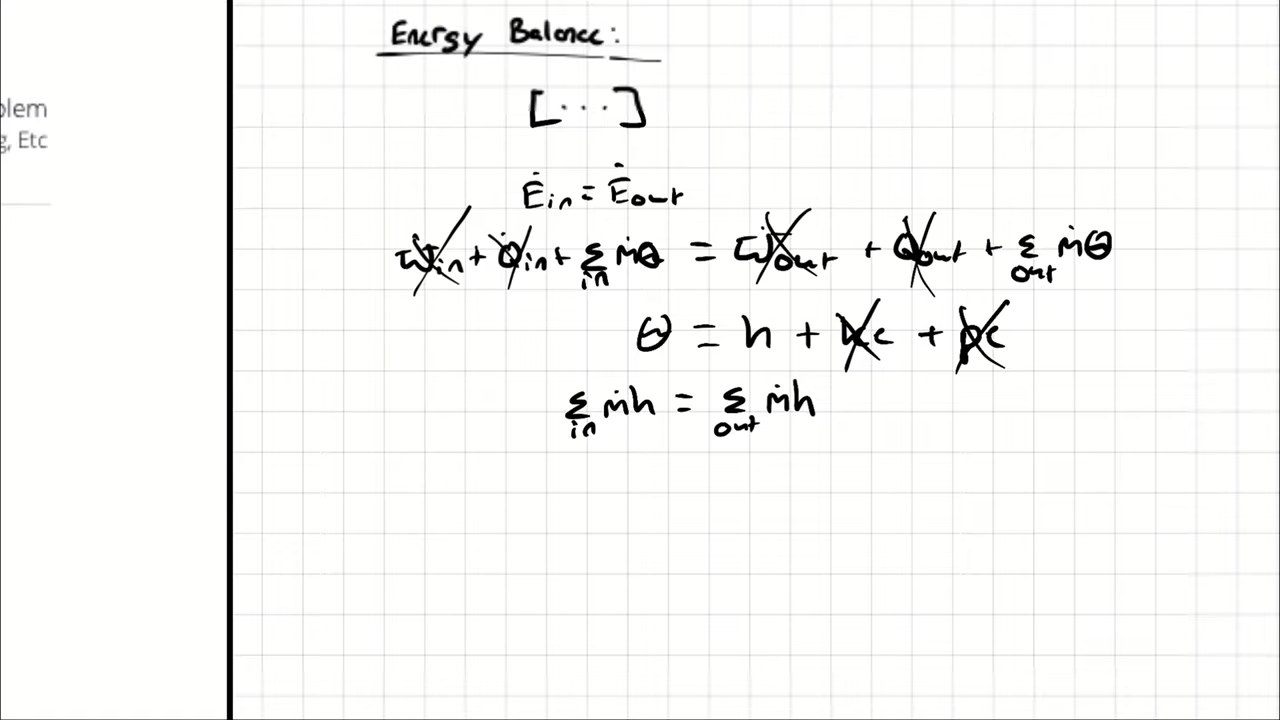 Energy Balance:
[...]
Ėin = Ėout
Ẇin + Q̇in + Σin ṁθ = Ẇout + Q̇out + Σout ṁθ
θ = h + ke + pe
Σin ṁh = Σout ṁh
olem
g, Etc